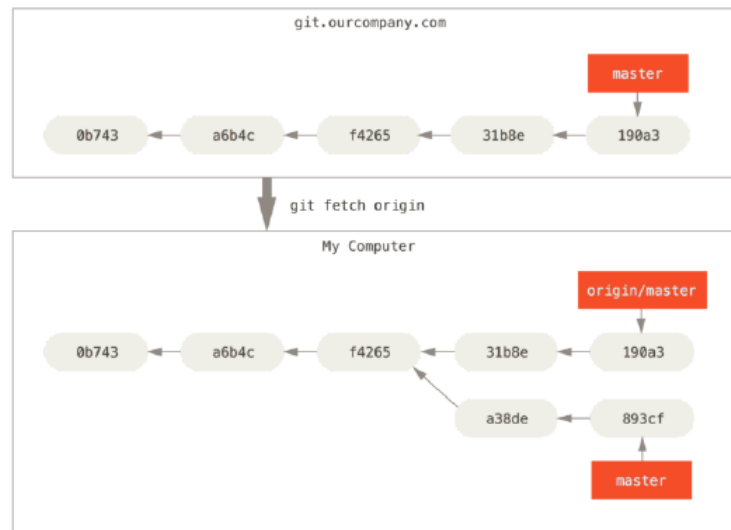 git.ourcompany.com
master
0b743 a6b4c f4265 31b8e 190a3
git fetch origin
My Computer
origin/master
0b743 a6b4c f4265 31b8e 190a3
a38de 893cf
master